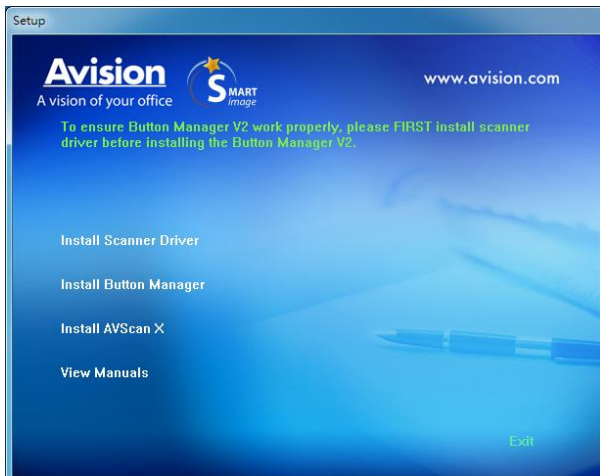 Setup
Avision
A vision of your office
SMART
image
www.avision.com
To ensure Button Manager V2 work properly, please FIRST install scanner
driver before installing the Button Manager V2.
Install Scanner Driver
Install Button Manager
Install AVScan X
View Manuals
Exit